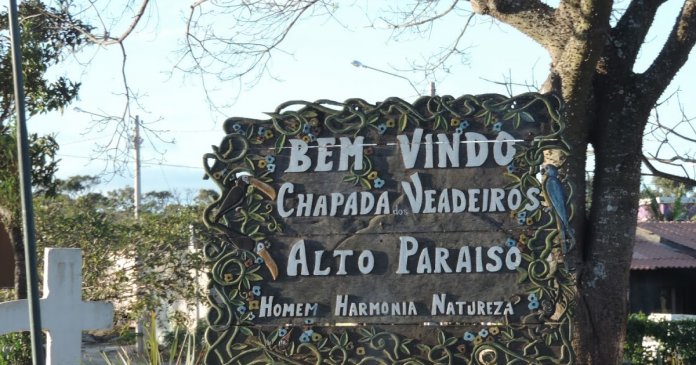 BEM VINDO
CHAPADA dos VEADEIROS
ALTO PARAISO
HOMEM HARMONIA NATUREZA